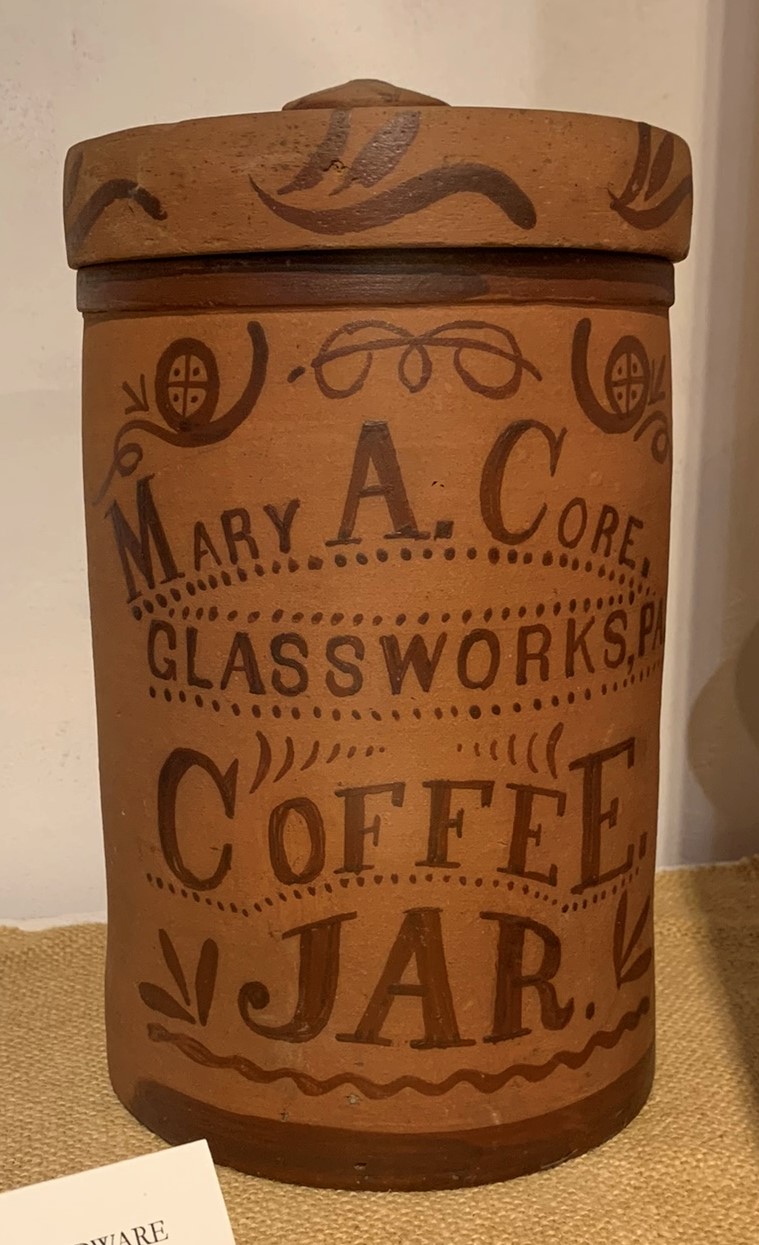 MARY A. CORE.
GLASSWORKS, PA
COFFEE.
JAR.